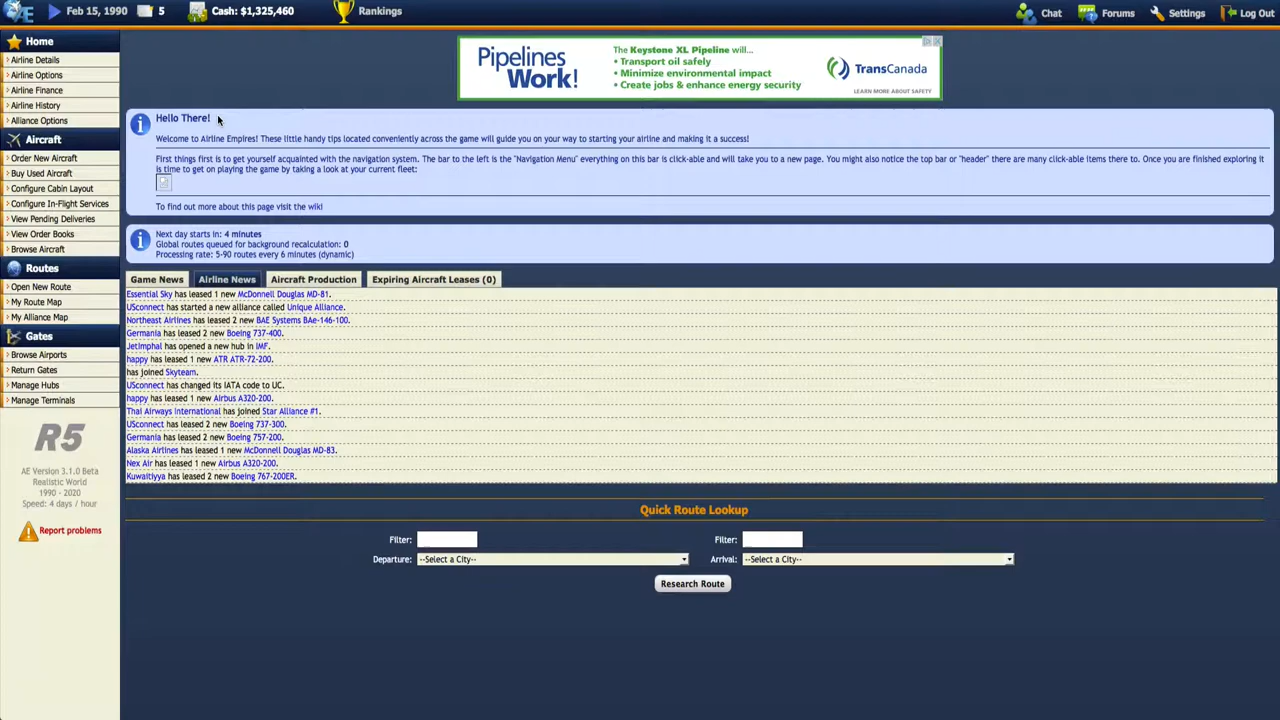 AE Feb 15, 1990 5 Cash: $1,325,460 Rankings Chat Forums Settings Log Out
Home
Airline Details
Airline Options
Airline Finance
Airline History
Alliance Options
Aircraft
Order New Aircraft
Buy Used Aircraft
Configure Cabin Layout
Configure In-Flight Services
View Pending Deliveries
View Order Books
Browse Aircraft
Routes
Open New Route
My Route Map
My Alliance Map
Gates
Browse Airports
Return Gates
Manage Hubs
Manage Terminals
R5
AE Version 3.1.0 Beta
Realistic World
1990 - 2020
Speed: 4 days / hour
Report problems
Pipelines
Work!
The Keystone XL Pipeline will...
• Transport oil safely
• Minimize environmental impact
• Create jobs & enhance energy security
TransCanada
LEARN MORE ABOUT SAFETY
Hello There!
Welcome to Airline Empires! These little handy tips located conveniently across the game will guide you on your way to starting your airline and making it a success!
First things first is to get yourself acquainted with the navigation system. The bar to the left is the "Navigation Menu" everything on this bar is click-able and will take you to a new page. You might also notice the top bar or "header" there are many click-able items there to. Once you are finished exploring it
is time to get on playing the game by taking a look at your current fleet:
To find out more about this page visit the wiki!
Next day starts in: 4 minutes
Global routes queued for background recalculation: 0
Processing rate: 5-90 routes every 6 minutes (dynamic)
Game News Airline News Aircraft Production Expiring Aircraft Leases (0)
Essential Sky has leased 1 new McDonnell Douglas MD-81.
USconnect has started a new alliance called Unique Alliance.
Northeast Airlines has leased 2 new BAE Systems BAe-146-100.
Germania has leased 2 new Boeing 737-400.
JetImphal has opened a new hub in IMF.
happy has leased 1 new ATR ATR-72-200.
has joined Skyteam.
USconnect has changed its IATA code to UC.
happy has leased 1 new Airbus A320-200.
Thai Airways International has joined Star Alliance #1.
USconnect has leased 2 new Boeing 737-300.
Germania has leased 2 new Boeing 757-200.
Alaska Airlines has leased 1 new McDonnell Douglas MD-83.
Nex Air has leased 1 new Airbus A320-200.
Kuwaitiyya has leased 2 new Boeing 767-200ER.
Quick Route Lookup
Filter: Filter:
Departure: --Select a City-- Arrival: --Select a City--
Research Route